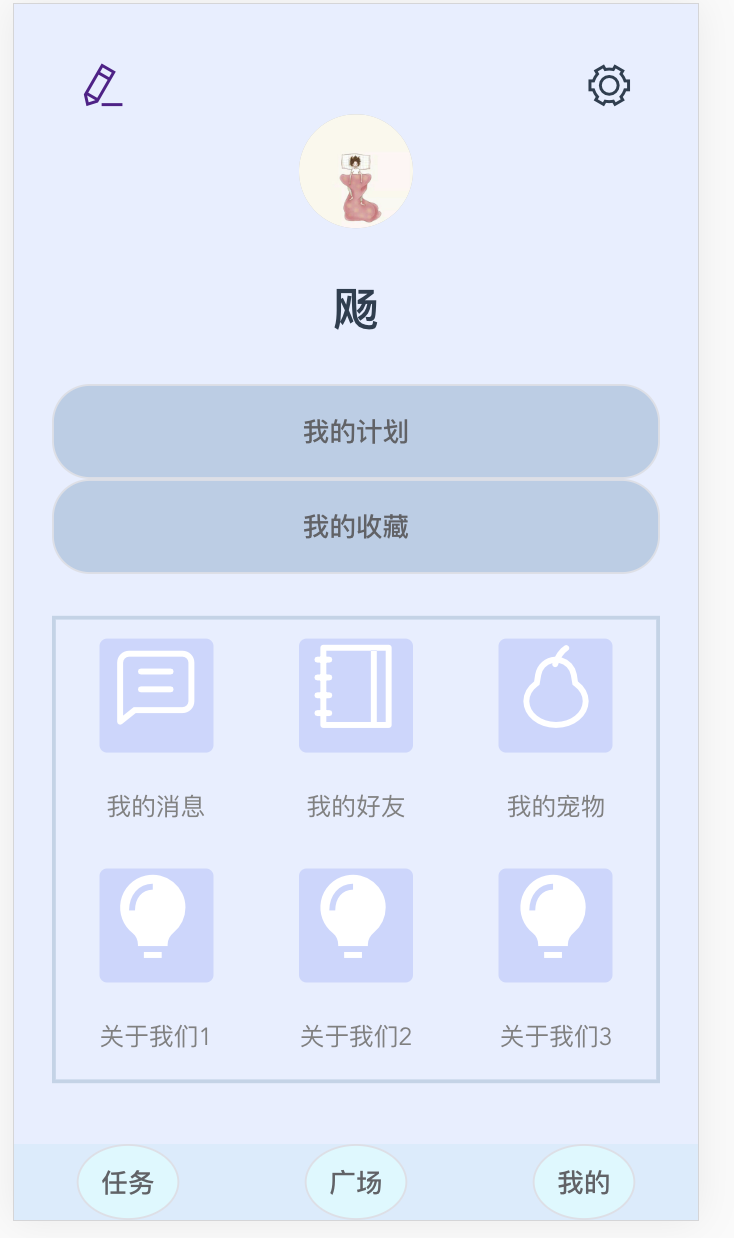 飏
我的计划
我的收藏
我的消息 我的好友 我的宠物
关于我们1 关于我们2 关于我们3
任务 广场 我的